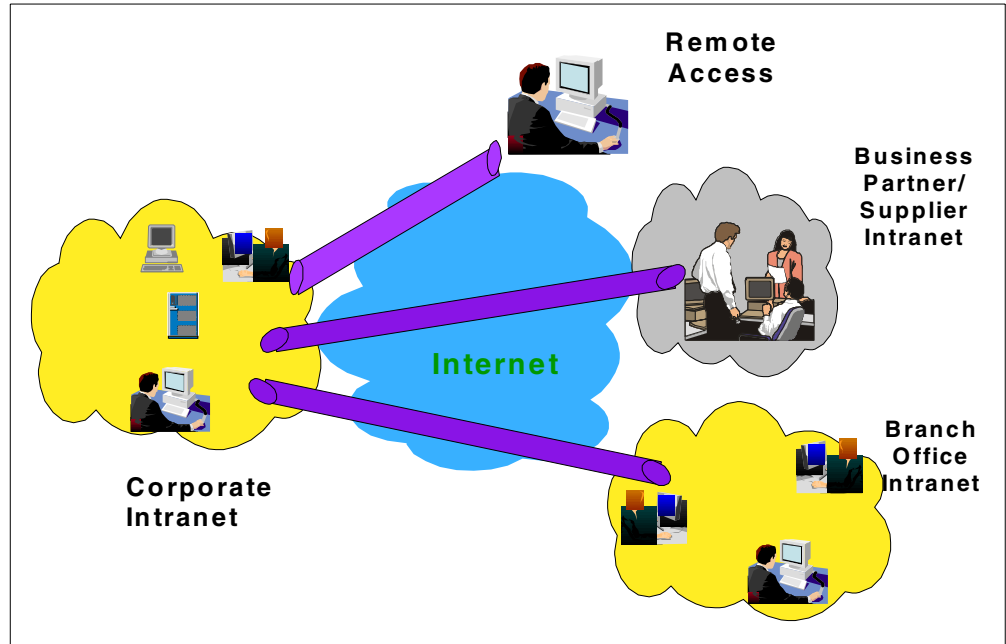 Remote
Access
Business
Partner/
Supplier
Intranet
Internet
Corporate
Intranet
Branch
Office
Intranet